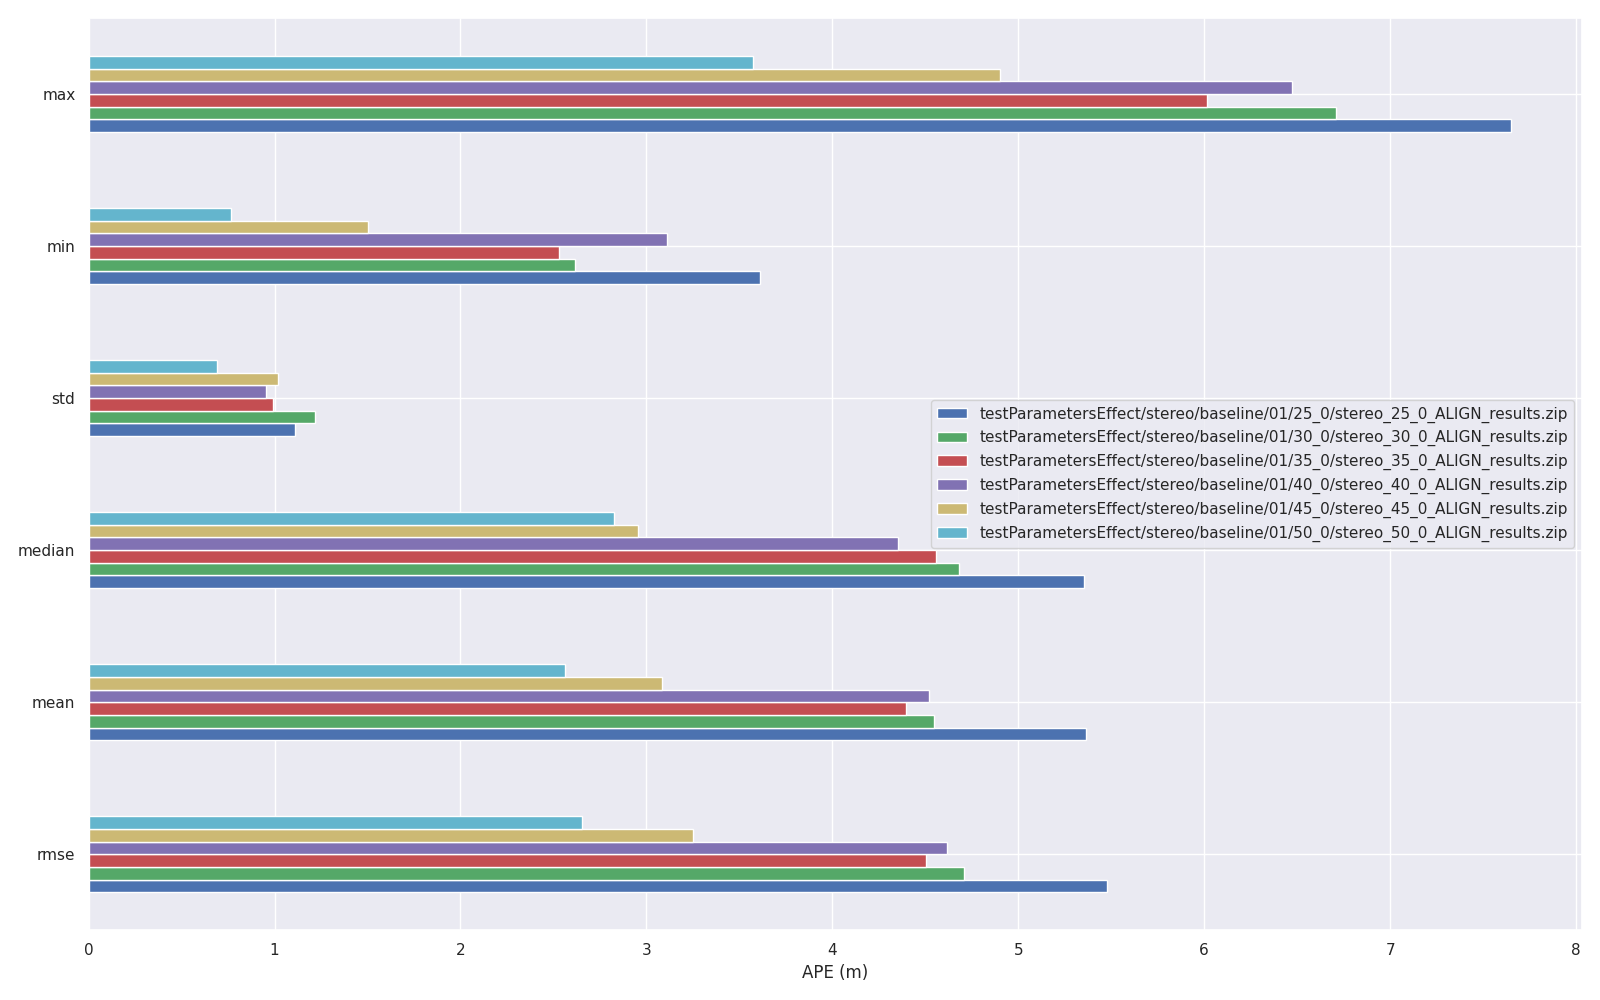 max
min
std
median
mean
rmse
testParametersEffect/stereo/baseline/01/25_0/stereo_25_0_ALIGN_results.zip
testParametersEffect/stereo/baseline/01/30_0/stereo_30_0_ALIGN_results.zip
testParametersEffect/stereo/baseline/01/35_0/stereo_35_0_ALIGN_results.zip
testParametersEffect/stereo/baseline/01/40_0/stereo_40_0_ALIGN_results.zip
testParametersEffect/stereo/baseline/01/45_0/stereo_45_0_ALIGN_results.zip
testParametersEffect/stereo/baseline/01/50_0/stereo_50_0_ALIGN_results.zip
0 1 2 3 4 5 6 7 8
APE (m)